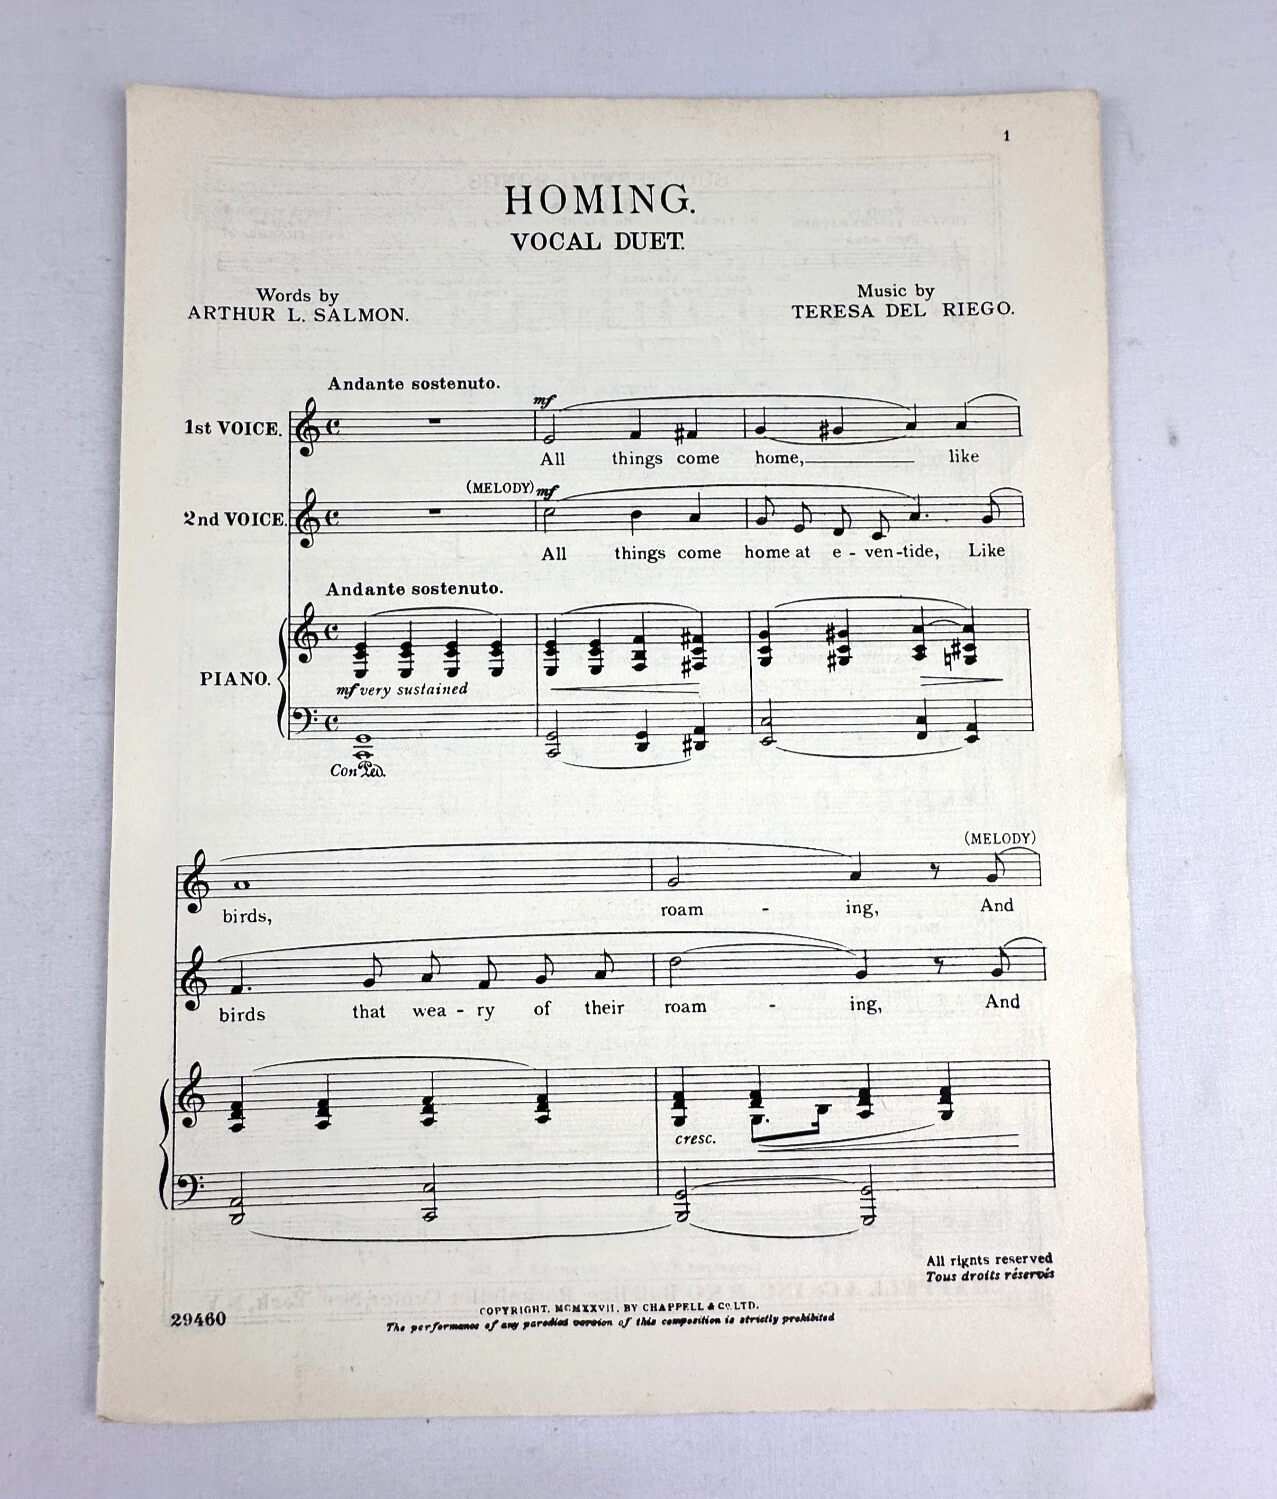 1
HOMING.
VOCAL DUET.
Words by
ARTHUR L. SALMON.
Music by
TERESA DEL RIEGO.
Andante sostenuto.
1st VOICE.
mf
All things come home, like
(MELODY) mf
2nd VOICE.
All things come home at e - ven - tide, Like
Andante sostenuto.
PIANO.
mf very sustained
Con Ped.
(MELODY)
birds, roam - ing, And
birds that wea - ry of their roam - ing, And
cresc.
All rights reserved
Tous droits réservés
29460
COPYRIGHT, MCMXXVII, BY CHAPPELL & Co. LTD.
The performance of any parodied version of this composition is strictly prohibited